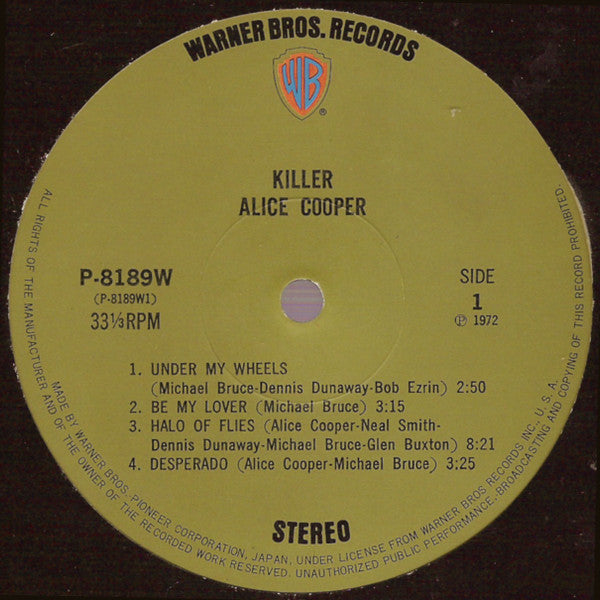 WARNER BROS. RECORDS
WB
®
KILLER
ALICE COOPER
P-8189W
(P-8189W1)
33⅓RPM
SIDE
1
℗ 1972
1. UNDER MY WHEELS
(Michael Bruce-Dennis Dunaway-Bob Ezrin) 2:50
2. BE MY LOVER (Michael Bruce) 3:15
3. HALO OF FLIES (Alice Cooper-Neal Smith-
Dennis Dunaway-Michael Bruce-Glen Buxton) 8:21
4. DESPERADO (Alice Cooper-Michael Bruce) 3:25
STEREO
MADE BY WARNER BROS. PIONEER CORPORATION, JAPAN, UNDER LICENSE FROM WARNER BROS RECORDS INC., U.S.A.
ALL RIGHTS OF THE MANUFACTURER AND OF THE OWNER OF THE RECORDED WORK RESERVED. UNAUTHORIZED PUBLIC PERFORMANCE, BROADCASTING AND COPYING OF THIS RECORD PROHIBITED.